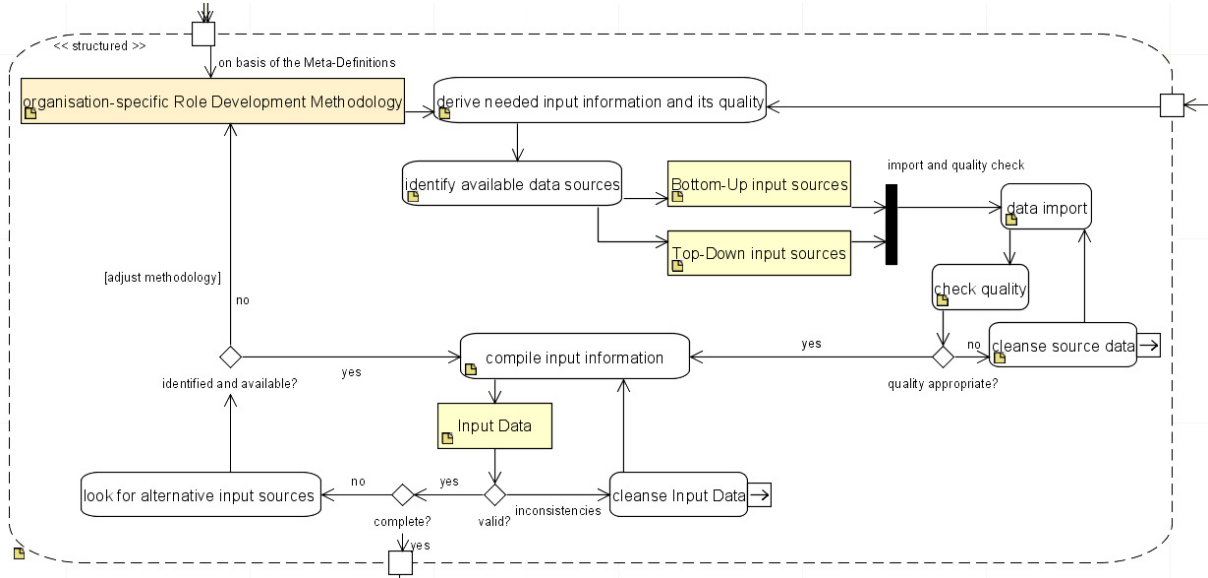 << structured >>
on basis of the Meta-Definitions
organisation-specific Role Development Methodology
derive needed input information and its quality
identify available data sources
Bottom-Up input sources
import and quality check
data import
Top-Down input sources
[adjust methodology]
no
check quality
compile input information
yes
no
cleanse source data
identified and available?
yes
quality appropriate?
Input Data
look for alternative input sources
no
yes
cleanse Input Data
inconsistencies
complete?
valid?
yes